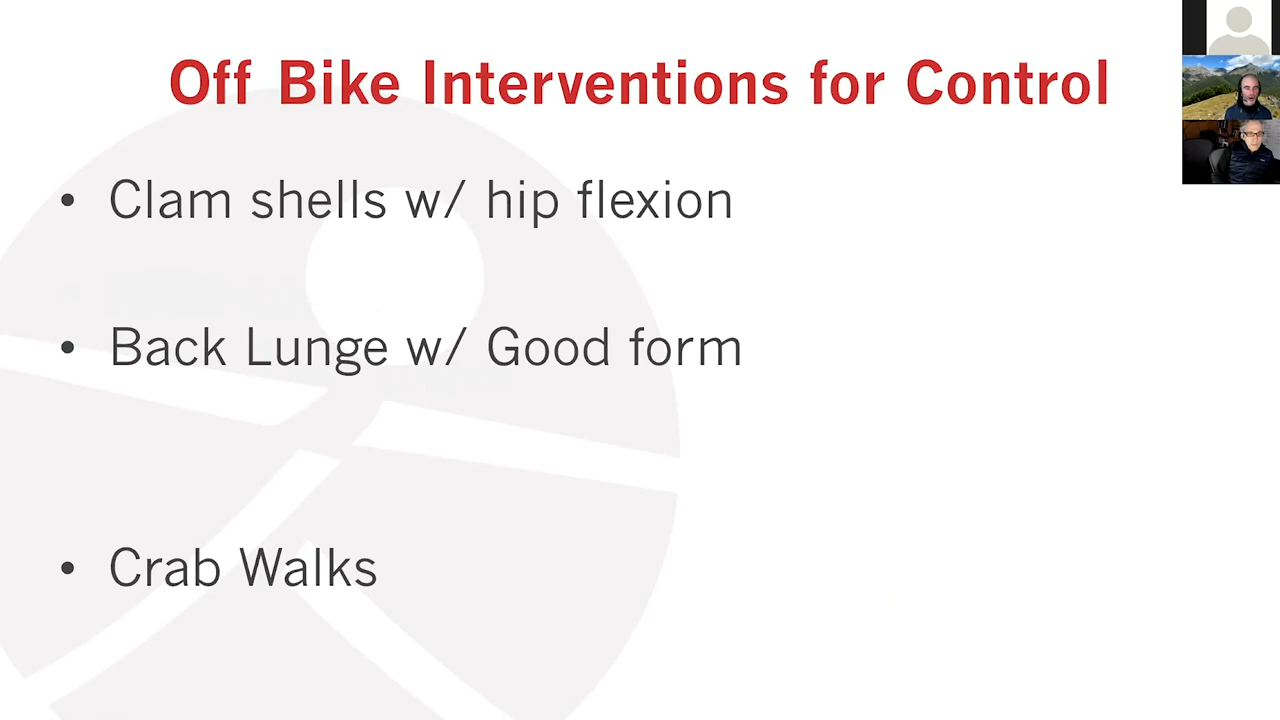 Off Bike Interventions for Control
• Clam shells w/ hip flexion
• Back Lunge w/ Good form
• Crab Walks